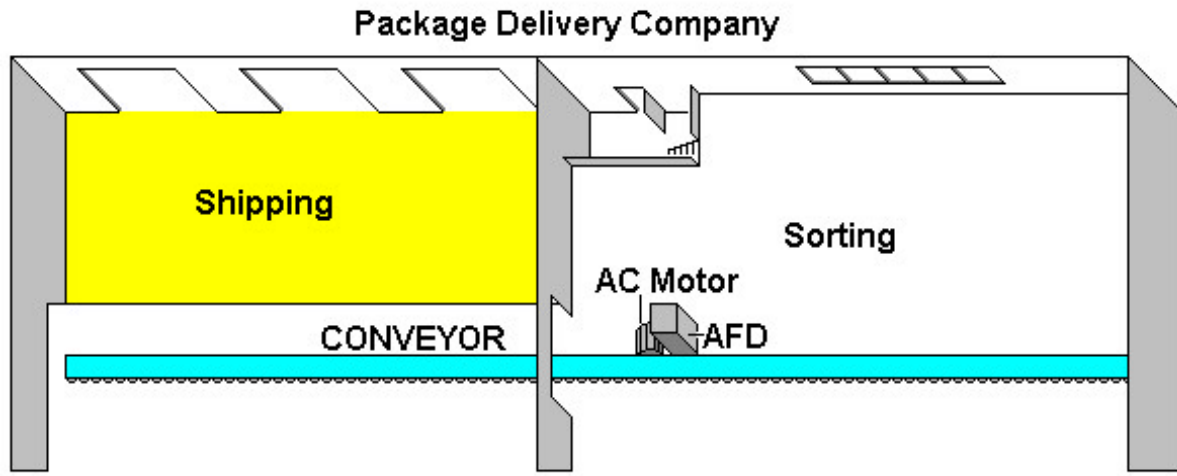 Package Delivery Company
Shipping
Sorting
AC Motor
CONVEYOR
AFD